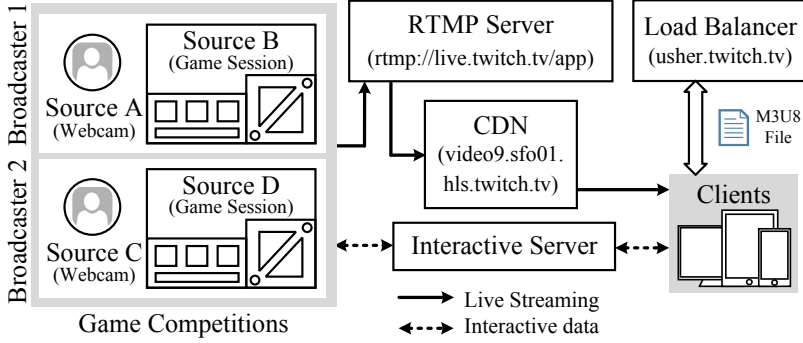 Broadcaster 1
Source A
(Webcam)
Source B
(Game Session)
Broadcaster 2
Source C
(Webcam)
Source D
(Game Session)
Game Competitions
RTMP Server
(rtmp://live.twitch.tv/app)
Load Balancer
(usher.twitch.tv)
M3U8
File
CDN
(video9.sfo01.
hls.twitch.tv)
Clients
Interactive Server
Live Streaming
Interactive data